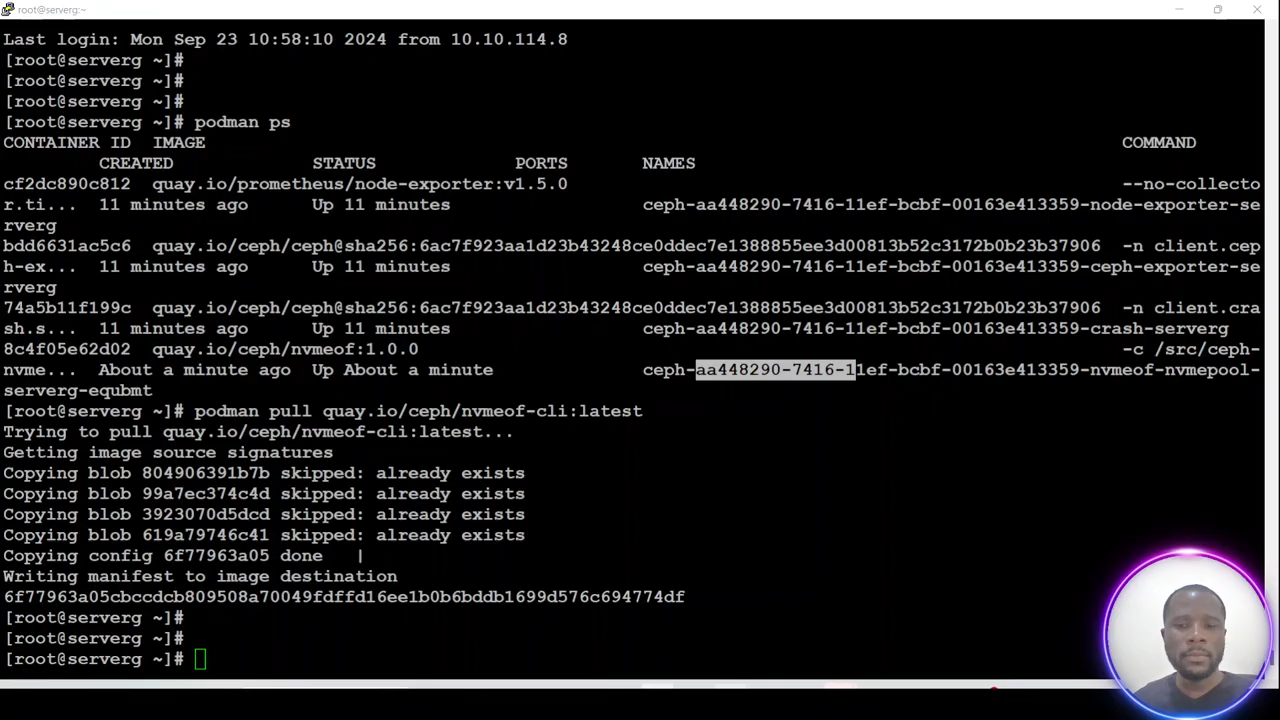 root@serverg:~
Last login: Mon Sep 23 10:58:10 2024 from 10.10.114.8
[root@serverg ~]#
[root@serverg ~]#
[root@serverg ~]#
[root@serverg ~]# podman ps
CONTAINER ID  IMAGE                                                                                      COMMAND
         CREATED             STATUS             PORTS       NAMES
cf2dc890c812  quay.io/prometheus/node-exporter:v1.5.0                                                    --no-collecto
r.ti...  11 minutes ago      Up 11 minutes                  ceph-aa448290-7416-11ef-bcbf-00163e413359-node-exporter-se
rverg
bdd6631ac5c6  quay.io/ceph/ceph@sha256:6ac7f923aa1d23b43248ce0ddec7e1388855ee3d00813b52c3172b0b23b37906  -n client.cep
h-ex...  11 minutes ago      Up 11 minutes                  ceph-aa448290-7416-11ef-bcbf-00163e413359-ceph-exporter-se
rverg
74a5b11f199c  quay.io/ceph/ceph@sha256:6ac7f923aa1d23b43248ce0ddec7e1388855ee3d00813b52c3172b0b23b37906  -n client.cra
sh.s...  11 minutes ago      Up 11 minutes                  ceph-aa448290-7416-11ef-bcbf-00163e413359-crash-serverg
8c4f05e62d02  quay.io/ceph/nvmeof:1.0.0                                                                  -c /src/ceph-
nvme...  About a minute ago  Up About a minute              ceph-aa448290-7416-11ef-bcbf-00163e413359-nvmeof-nvmepool-
serverg-equbmt
[root@serverg ~]# podman pull quay.io/ceph/nvmeof-cli:latest
Trying to pull quay.io/ceph/nvmeof-cli:latest...
Getting image source signatures
Copying blob 804906391b7b skipped: already exists
Copying blob 99a7ec374c4d skipped: already exists
Copying blob 3923070d5dcd skipped: already exists
Copying blob 619a79746c41 skipped: already exists
Copying config 6f77963a05 done   |
Writing manifest to image destination
6f77963a05cbccdcb809508a70049fdffd16ee1b0b6bddb1699d576c694774df
[root@serverg ~]#
[root@serverg ~]#
[root@serverg ~]#